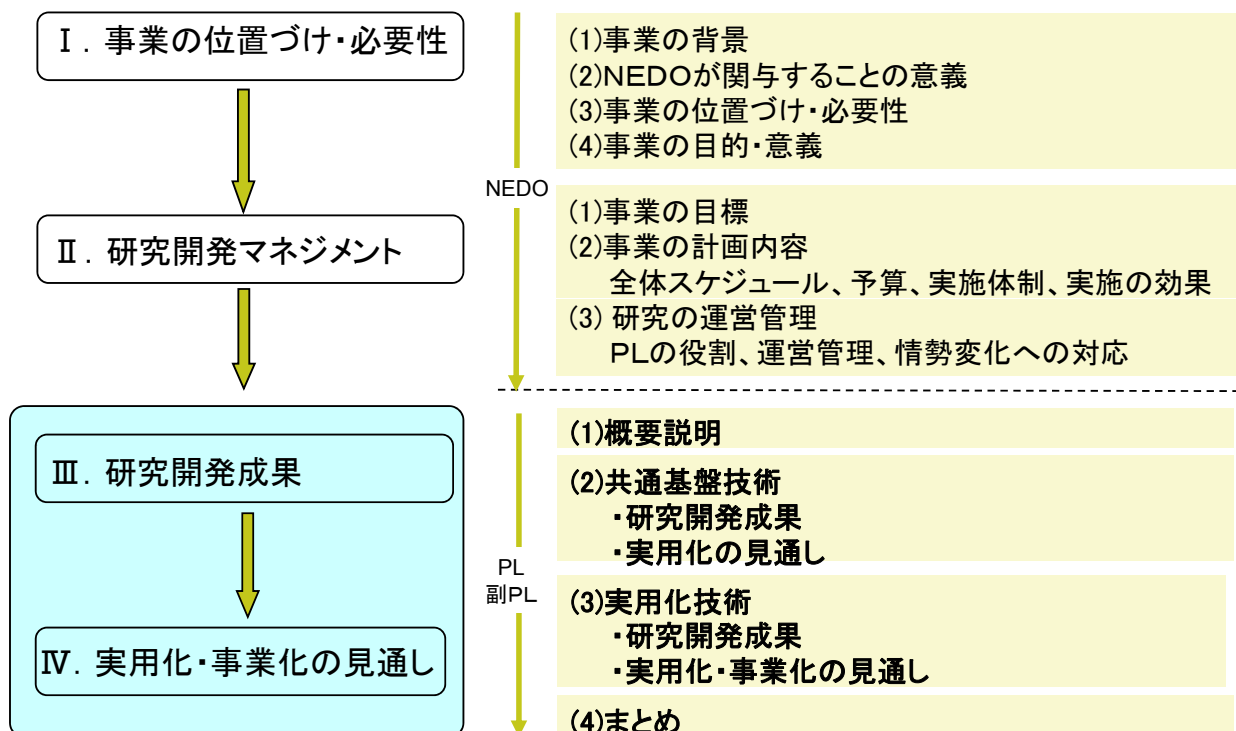 Ⅰ. 事業の位置づけ・必要性
(1)事業の背景
(2)NEDOが関与することの意義
(3)事業の位置づけ・必要性
(4)事業の目的・意義
NEDO
Ⅱ. 研究開発マネジメント
(1)事業の目標
(2)事業の計画内容
全体スケジュール、予算、実施体制、実施の効果
(3) 研究の運営管理
PLの役割、運営管理、情勢変化への対応
Ⅲ. 研究開発成果
Ⅳ. 実用化・事業化の見通し
PL
副PL
(1)概要説明
(2)共通基盤技術
・研究開発成果
・実用化の見通し
(3)実用化技術
・研究開発成果
・実用化・事業化の見通し
(4)まとめ